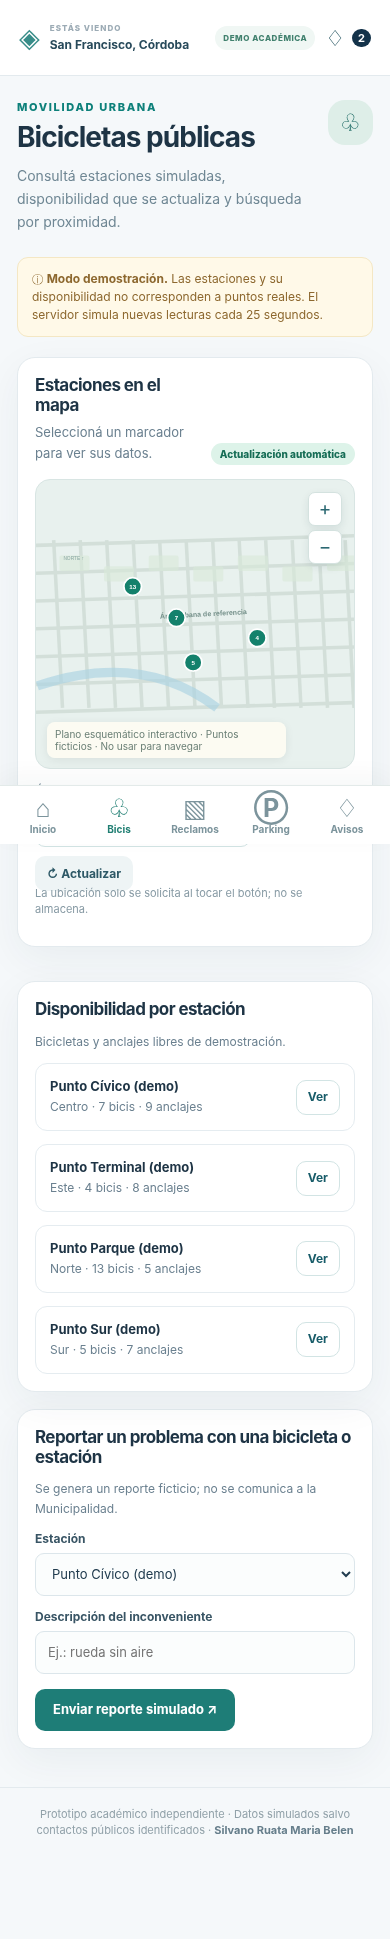 ESTÁS VIENDO
San Francisco, Córdoba
DEMO ACADÉMICA
2
MOVILIDAD URBANA
Bicicletas públicas
Consultá estaciones simuladas,
disponibilidad que se actualiza y búsqueda
por proximidad.
ⓘ Modo demostración. Las estaciones y su
disponibilidad no corresponden a puntos reales. El
servidor simula nuevas lecturas cada 25 segundos.
Estaciones en el
mapa
Seleccioná un marcador
para ver sus datos.
Actualización automática
+
−
NORTE
13
7
urbana de referencia
4
5
Plano esquemático interactivo · Puntos
ficticios · No usar para navegar
Inicio
Bicis
Reclamos
P
Parking
Avisos
↻ Actualizar
La ubicación solo se solicita al tocar el botón; no se
almacena.
Disponibilidad por estación
Bicicletas y anclajes libres de demostración.
Punto Cívico (demo)
Centro · 7 bicis · 9 anclajes
Ver
Punto Terminal (demo)
Este · 4 bicis · 8 anclajes
Ver
Punto Parque (demo)
Norte · 13 bicis · 5 anclajes
Ver
Punto Sur (demo)
Sur · 5 bicis · 7 anclajes
Ver
Reportar un problema con una bicicleta o
estación
Se genera un reporte ficticio; no se comunica a la
Municipalidad.
Estación
Punto Cívico (demo)
Descripción del inconveniente
Ej.: rueda sin aire
Enviar reporte simulado ↗
Prototipo académico independiente · Datos simulados salvo
contactos públicos identificados · Silvano Ruata Maria Belen